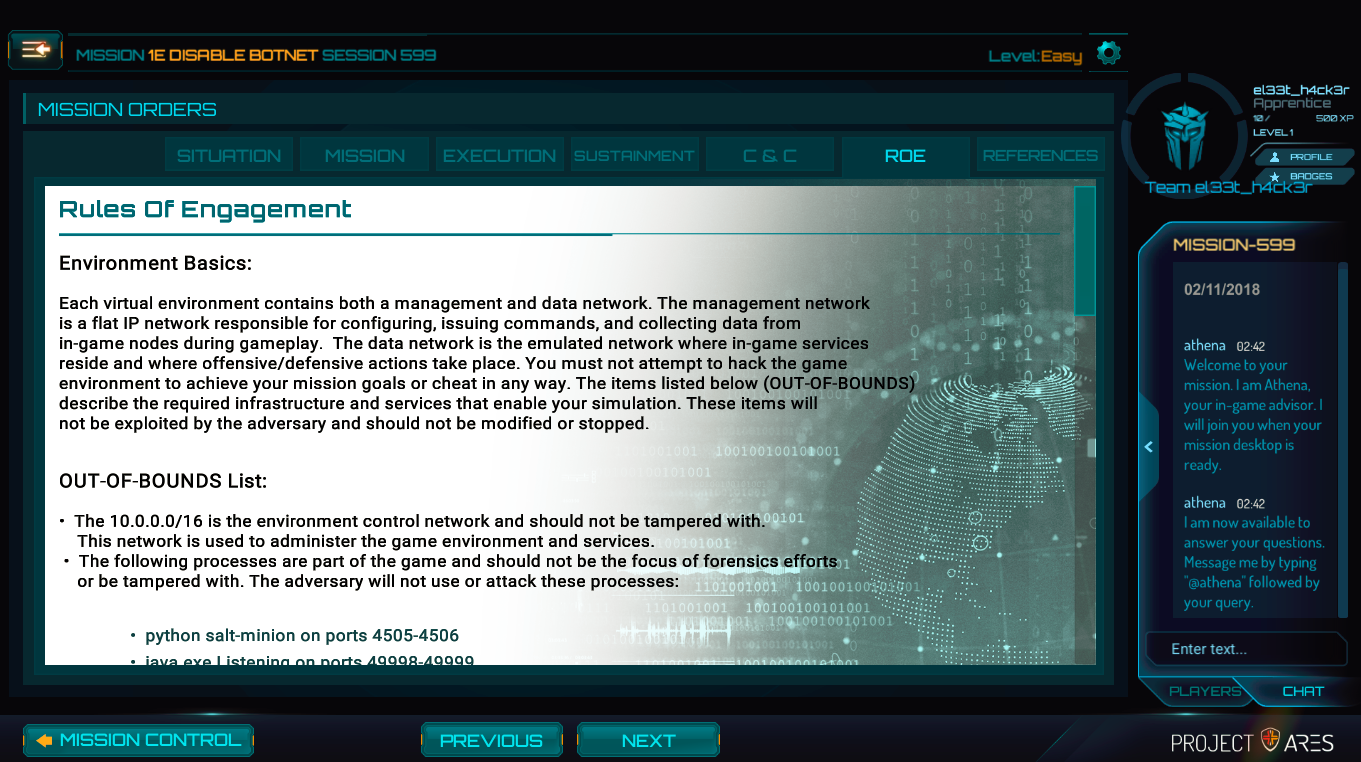 MISSION 1E DISABLE BOTNET SESSION 599
Level:Easy
MISSION ORDERS
SITUATION
MISSION
EXECUTION
SUSTAINMENT
C & C
ROE
REFERENCES
Rules Of Engagement
Environment Basics:
Each virtual environment contains both a management and data network. The management network
is a flat IP network responsible for configuring, issuing commands, and collecting data from
in-game nodes during gameplay. The data network is the emulated network where in-game services
reside and where offensive/defensive actions take place. You must not attempt to hack the game
environment to achieve your mission goals or cheat in any way. The items listed below (OUT-OF-BOUNDS)
describe the required infrastructure and services that enable your simulation. These items will
not be exploited by the adversary and should not be modified or stopped.
OUT-OF-BOUNDS List:
• The 10.0.0.0/16 is the environment control network and should not be tampered with.
This network is used to administer the game environment and services.
• The following processes are part of the game and should not be the focus of forensics efforts
or be tampered with. The adversary will not use or attack these processes:
• python salt-minion on ports 4505-4506
• java.exe Listening on ports 49998-49999
el33t_h4ck3r
Apprentice
10 / 500 XP
LEVEL 1
PROFILE
BADGES
Team el33t_h4ck3r
MISSION-599
02/11/2018
athena 02:42
Welcome to your
mission. I am Athena,
your in-game advisor. I
will join you when your
mission desktop is
ready.
athena 02:42
I am now available to
answer your questions.
Message me by typing
"@athena" followed by
your query.
Enter text...
PLAYERS
CHAT
MISSION CONTROL
PREVIOUS
NEXT
PROJECT ARES